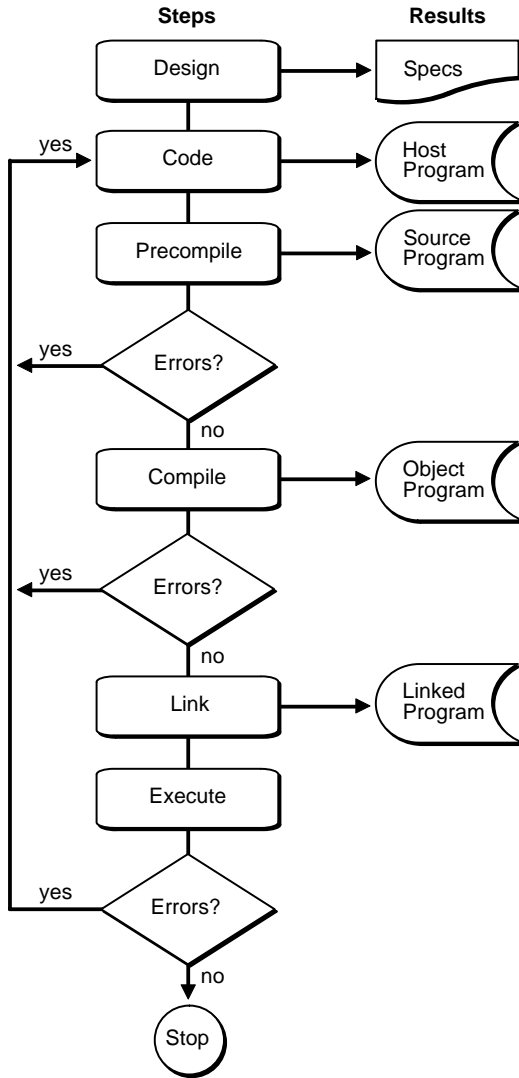 Steps
Results
Design
Specs
yes
Code
Host
Program
Precompile
Source
Program
yes
Errors?
no
Compile
Object
Program
yes
Errors?
no
Link
Linked
Program
Execute
yes
Errors?
no
Stop